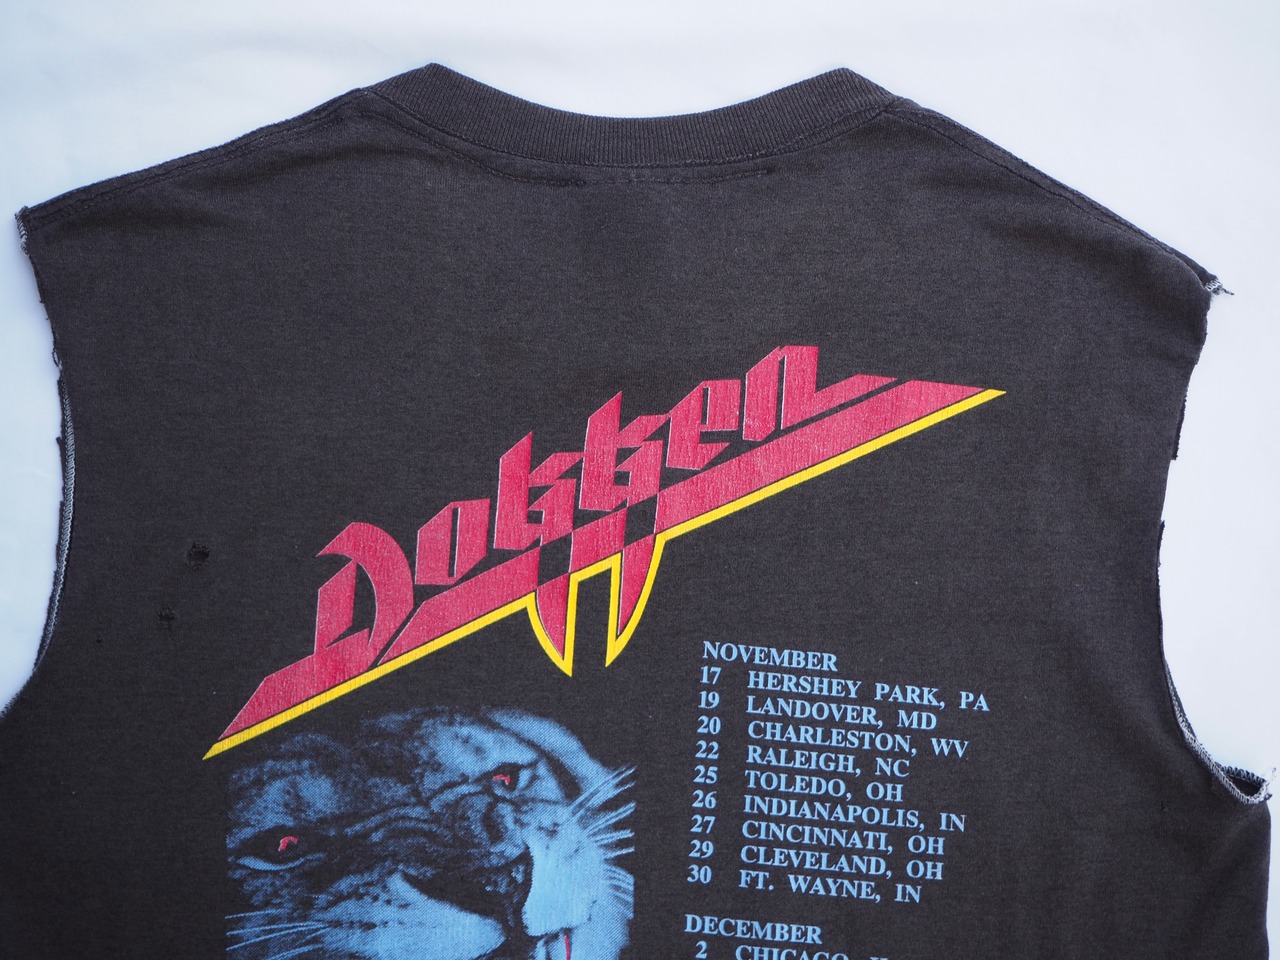 Dokken
NOVEMBER
17 HERSHEY PARK, PA
19 LANDOVER, MD
20 CHARLESTON, WV
22 RALEIGH, NC
25 TOLEDO, OH
26 INDIANAPOLIS, IN
27 CINCINNATI, OH
29 CLEVELAND, OH
30 FT. WAYNE, IN
DECEMBER
2 CHICAGO,